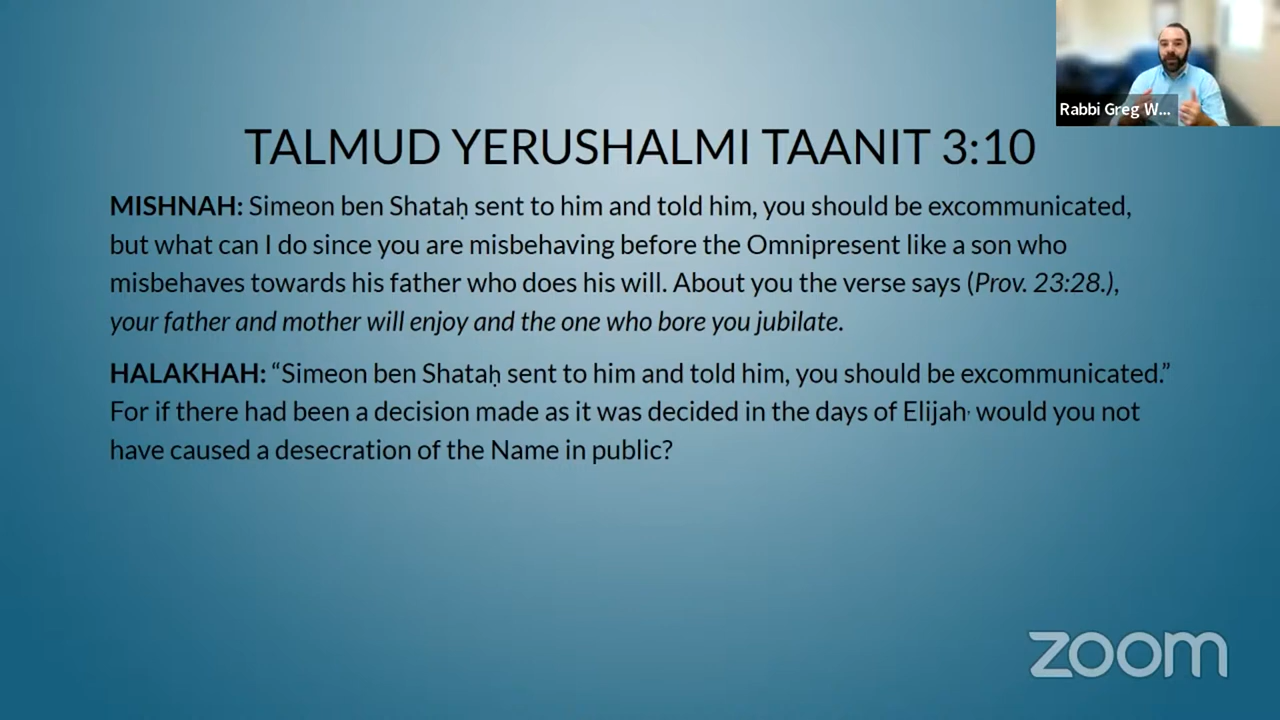 Rabbi Greg W...
TALMUD YERUSHALMI TAANIT 3:10
MISHNAH: Simeon ben Shataḥ sent to him and told him, you should be excommunicated,
but what can I do since you are misbehaving before the Omnipresent like a son who
misbehaves towards his father who does his will. About you the verse says (Prov. 23:28.),
your father and mother will enjoy and the one who bore you jubilate.
HALAKHAH: “Simeon ben Shataḥ sent to him and told him, you should be excommunicated.”
For if there had been a decision made as it was decided in the days of Elijah, would you not
have caused a desecration of the Name in public?
zoom